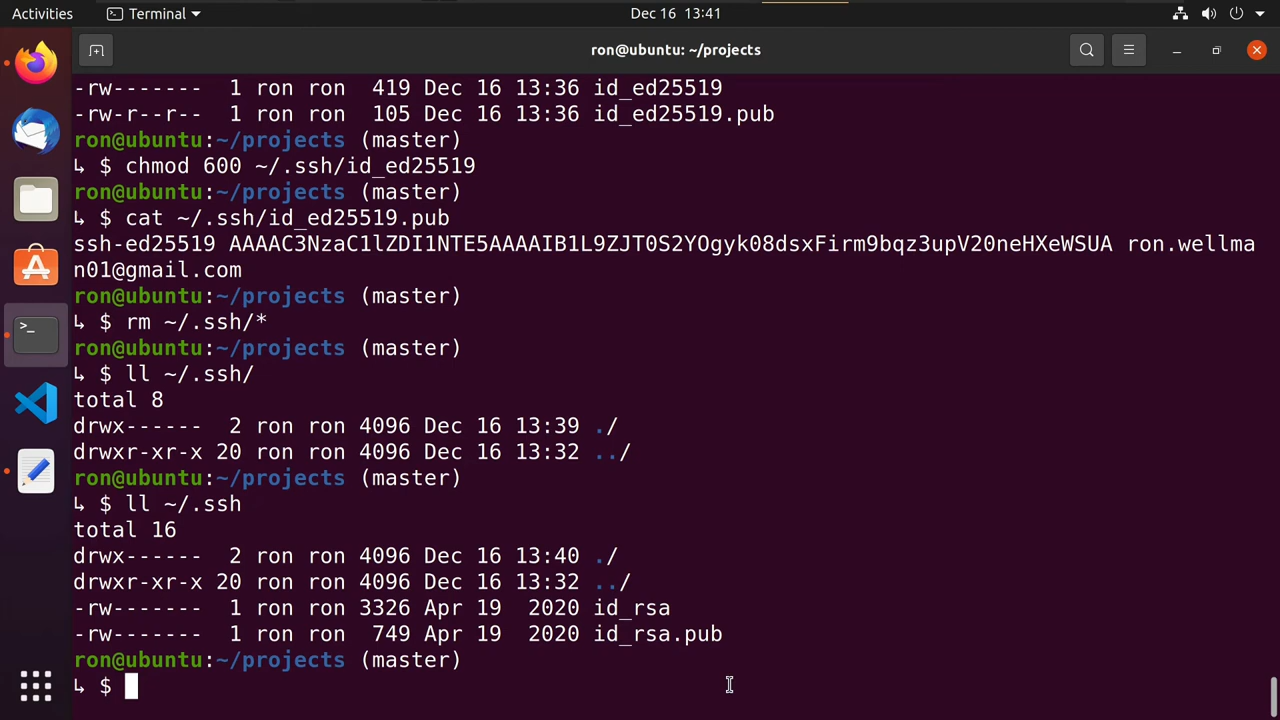 Activities Terminal Dec 16 13:41
ron@ubuntu: ~/projects
-rw------- 1 ron ron 419 Dec 16 13:36 id_ed25519
-rw-r--r-- 1 ron ron 105 Dec 16 13:36 id_ed25519.pub
ron@ubuntu:~/projects (master)
↳ $ chmod 600 ~/.ssh/id_ed25519
ron@ubuntu:~/projects (master)
↳ $ cat ~/.ssh/id_ed25519.pub
ssh-ed25519 AAAAC3NzaC1lZDI1NTE5AAAAIB1L9ZJT0S2YOgyk08dsxFirm9bqz3upV20neHXeWSUA ron.wellma
n01@gmail.com
ron@ubuntu:~/projects (master)
↳ $ rm ~/.ssh/*
ron@ubuntu:~/projects (master)
↳ $ ll ~/.ssh/
total 8
drwx------ 2 ron ron 4096 Dec 16 13:39 ./
drwxr-xr-x 20 ron ron 4096 Dec 16 13:32 ../
ron@ubuntu:~/projects (master)
↳ $ ll ~/.ssh
total 16
drwx------ 2 ron ron 4096 Dec 16 13:40 ./
drwxr-xr-x 20 ron ron 4096 Dec 16 13:32 ../
-rw------- 1 ron ron 3326 Apr 19 2020 id_rsa
-rw------- 1 ron ron 749 Apr 19 2020 id_rsa.pub
ron@ubuntu:~/projects (master)
↳ $